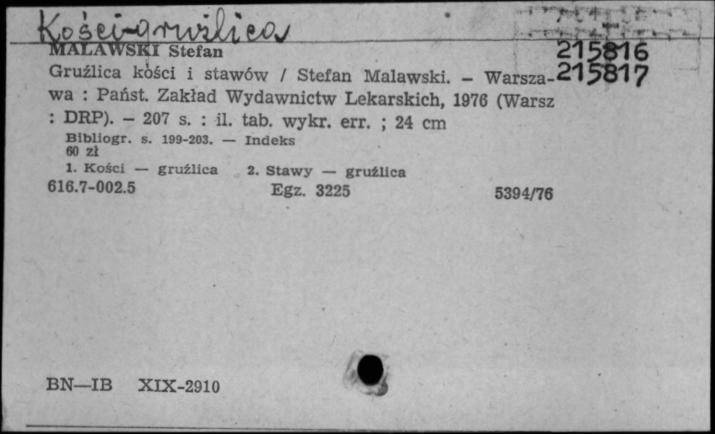 Kości-gruźlica
MALAWSKI Stefan
215816
Gruźlica kości i stawów / Stefan Malawski. – Warsza-
215817
wa : Państ. Zakład Wydawnictw Lekarskich, 1976 (Warsz
: DRP). – 207 s. : il. tab. wykr. err. ; 24 cm
Bibliogr. s. 199-203. — Indeks
60 zł
1. Kości — gruźlica 2. Stawy — gruźlica
616.7-002.5 Egz. 3225 5394/76
BN—IB XIX-2910